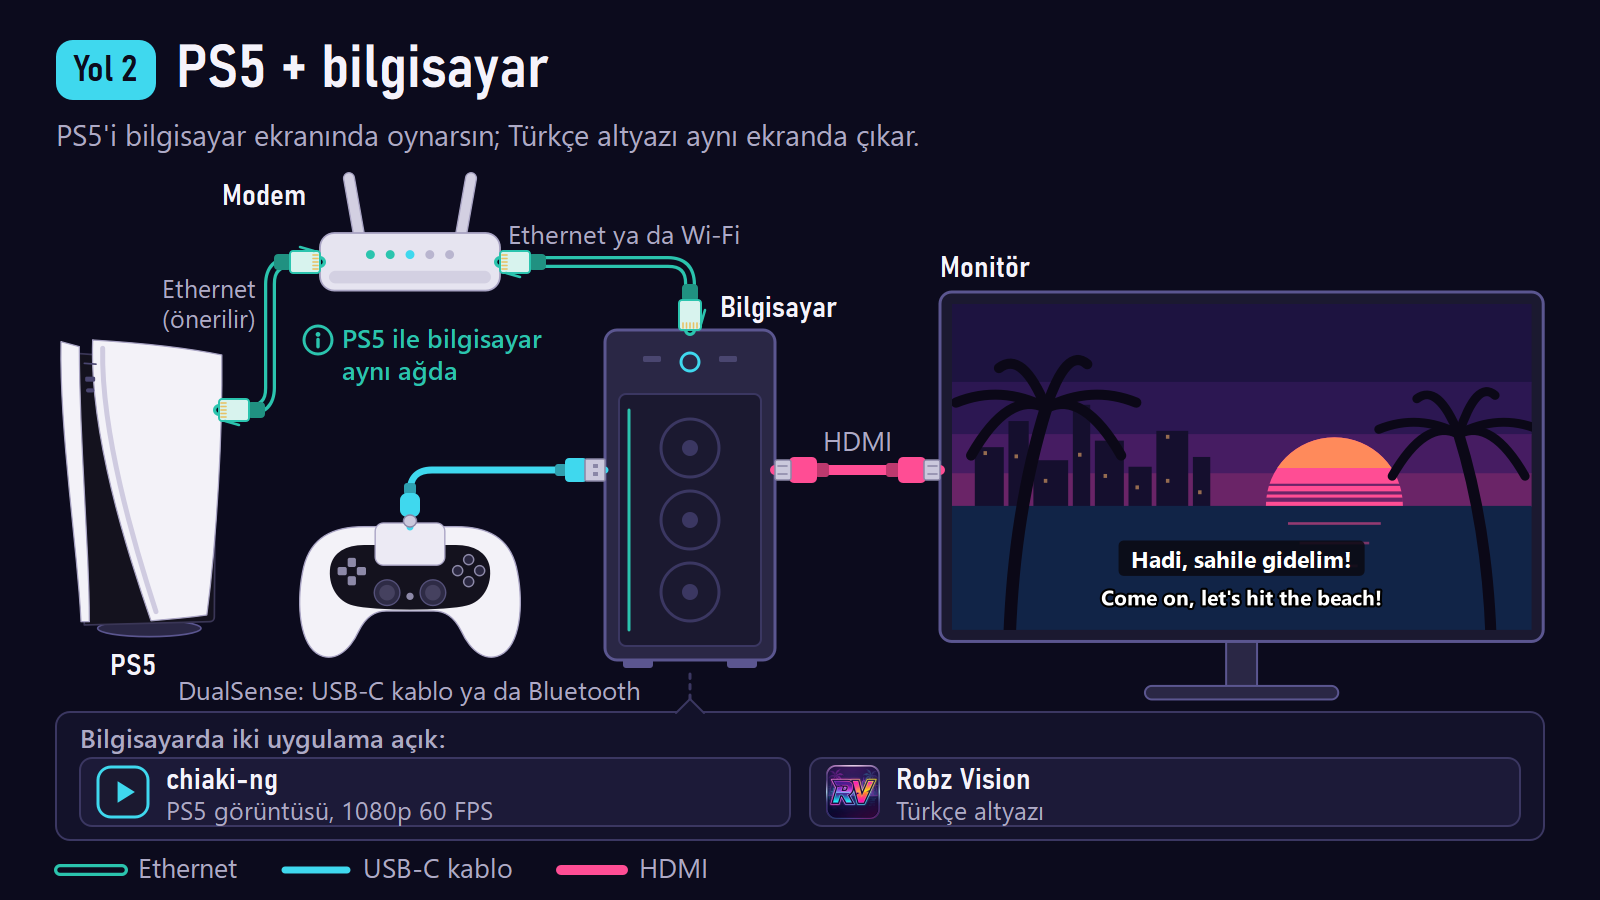 Yol 2
PS5 + bilgisayar
PS5'i bilgisayar ekranında oynarsın; Türkçe altyazı aynı ekranda çıkar.
Modem
Ethernet ya da Wi-Fi
Ethernet
(önerilir)
PS5 ile bilgisayar
aynı ağda
Bilgisayar
Monitör
HDMI
Hadi, sahile gidelim!
Come on, let's hit the beach!
PS5
DualSense: USB-C kablo ya da Bluetooth
Bilgisayarda iki uygulama açık:
chiaki-ng
PS5 görüntüsü, 1080p 60 FPS
RV
Robz Vision
Türkçe altyazı
Ethernet
USB-C kablo
HDMI